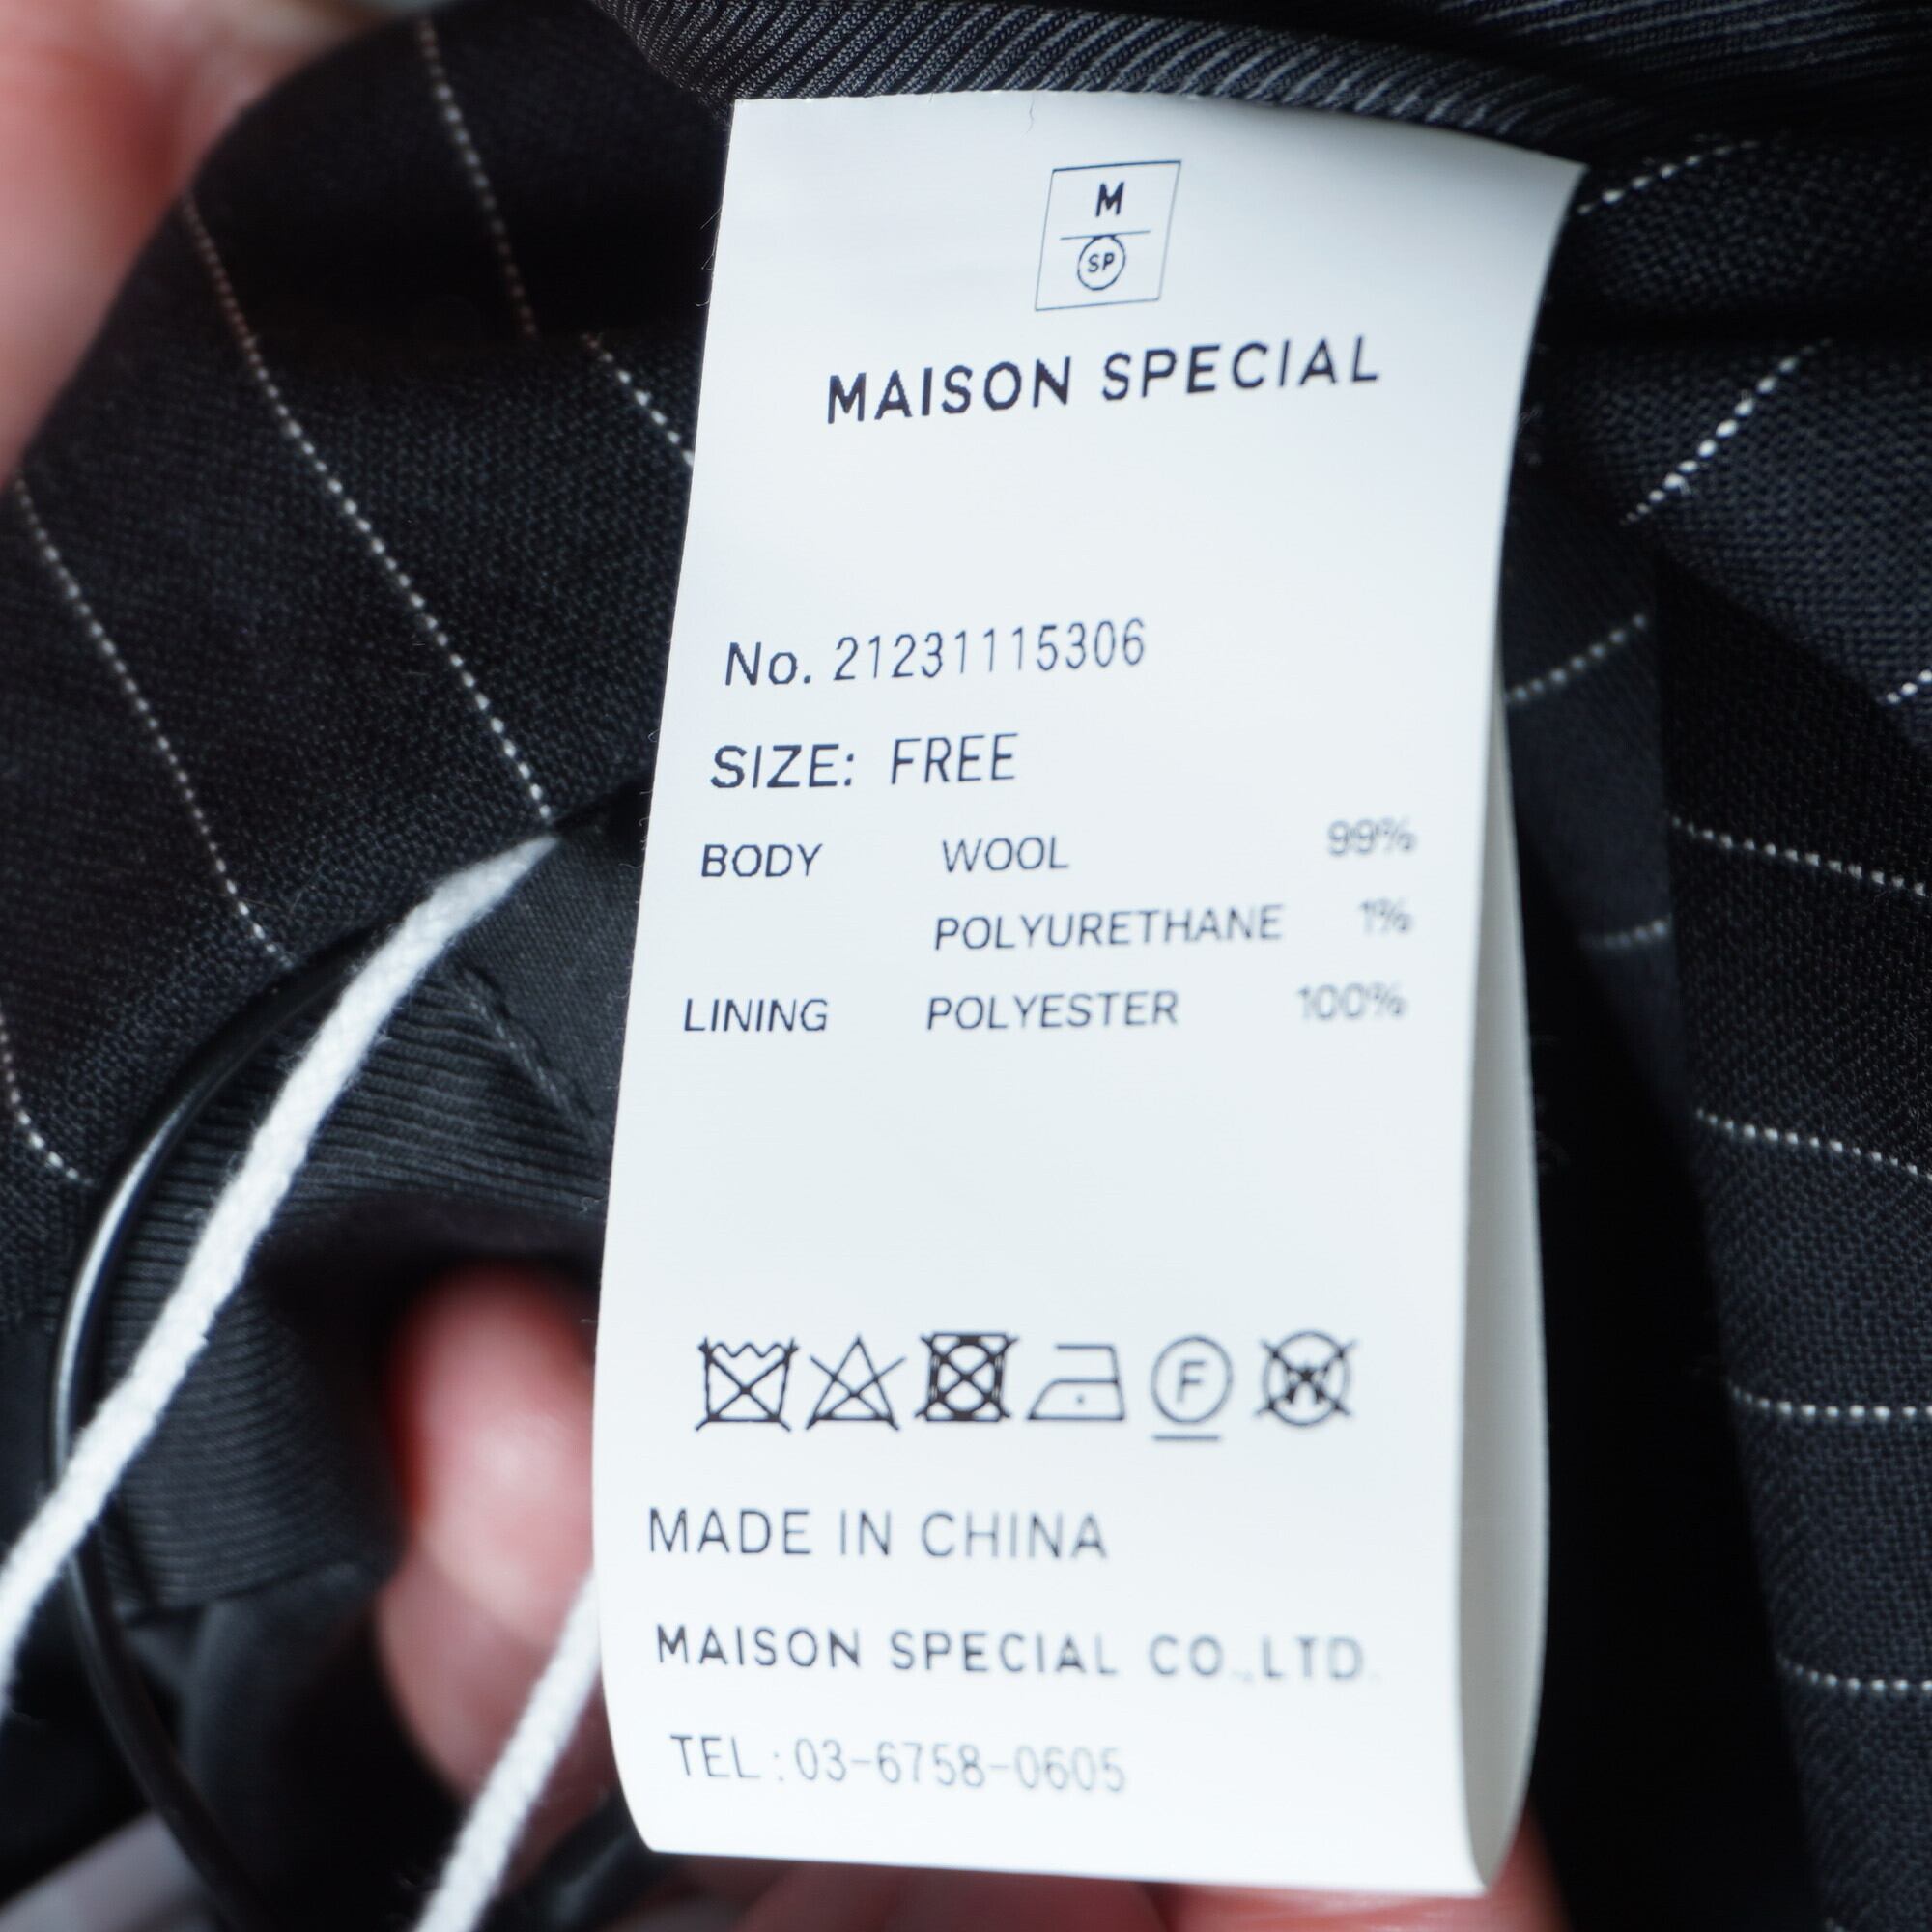 M
SP
MAISON SPECIAL
No. 21231115306
SIZE: FREE
BODY WOOL 99%
POLYURETHANE 1%
LINING POLYESTER 100%
F W
MADE IN CHINA
MAISON SPECIAL CO.,LTD.
TEL:03-6758-0605